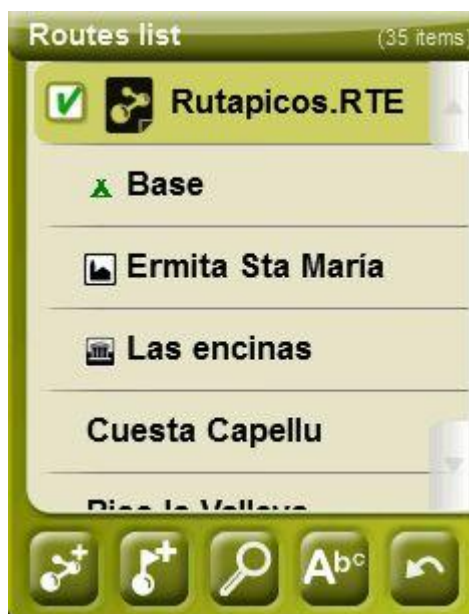 Routes list (35 items)
Rutapicos.RTE
Base
Ermita Sta María
Las encinas
Cuesta Capellu
Abc